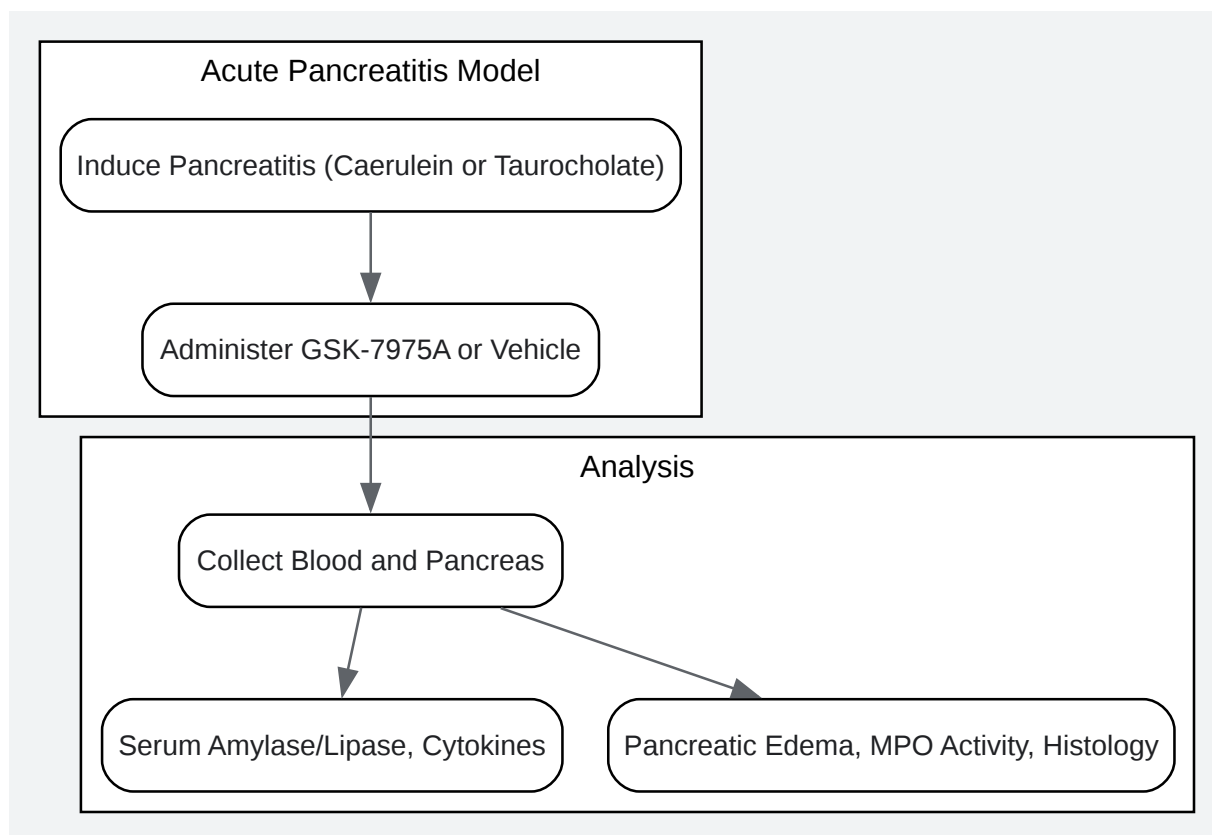 Acute Pancreatitis Model
Induce Pancreatitis (Caerulein or Taurocholate)
Administer GSK-7975A or Vehicle
Analysis
Collect Blood and Pancreas
Serum Amylase/Lipase, Cytokines
Pancreatic Edema, MPO Activity, Histology